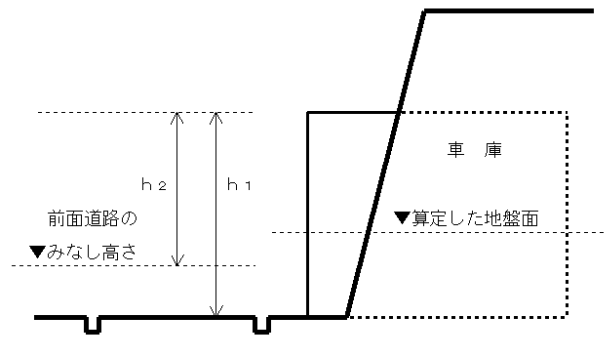 車　庫
ｈ２
ｈ１
前面道路の
▼みなし高さ
▼算定した地盤面